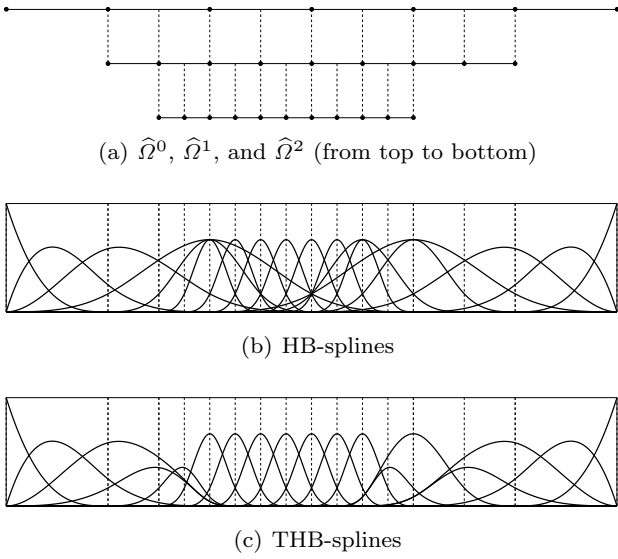 (a) Ω̂⁰, Ω̂¹, and Ω̂² (from top to bottom)
(b) HB-splines
(c) THB-splines